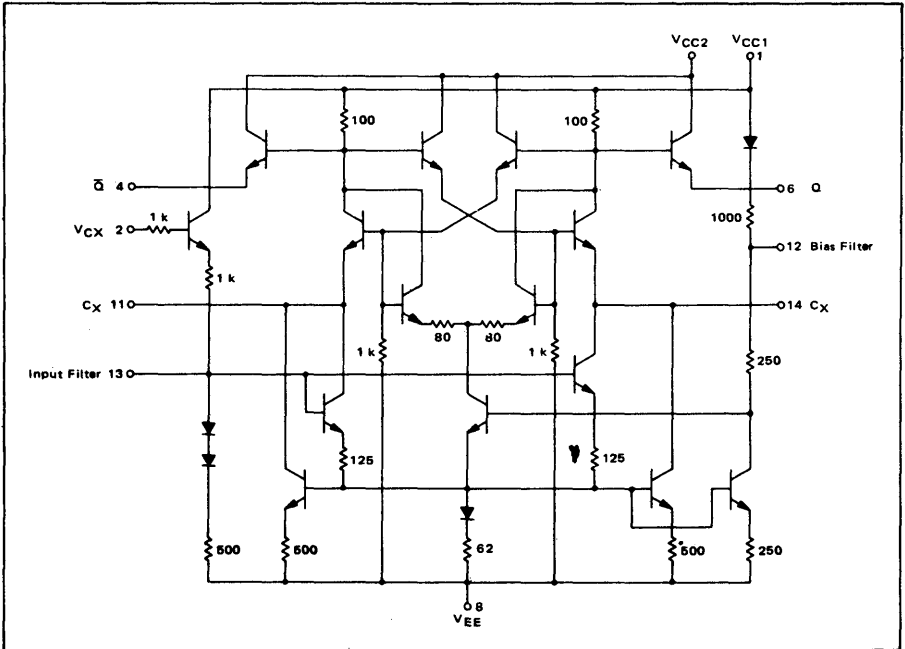 VCC2 VCC1
1
100 100
Q 4 6 Q
1 k 1000
VCX 2 12 Bias Filter
1 k
CX 11 14 CX
80 80
1 k 1 k 250
Input Filter 13
125 125
500 500 62 500 250
8
VEE